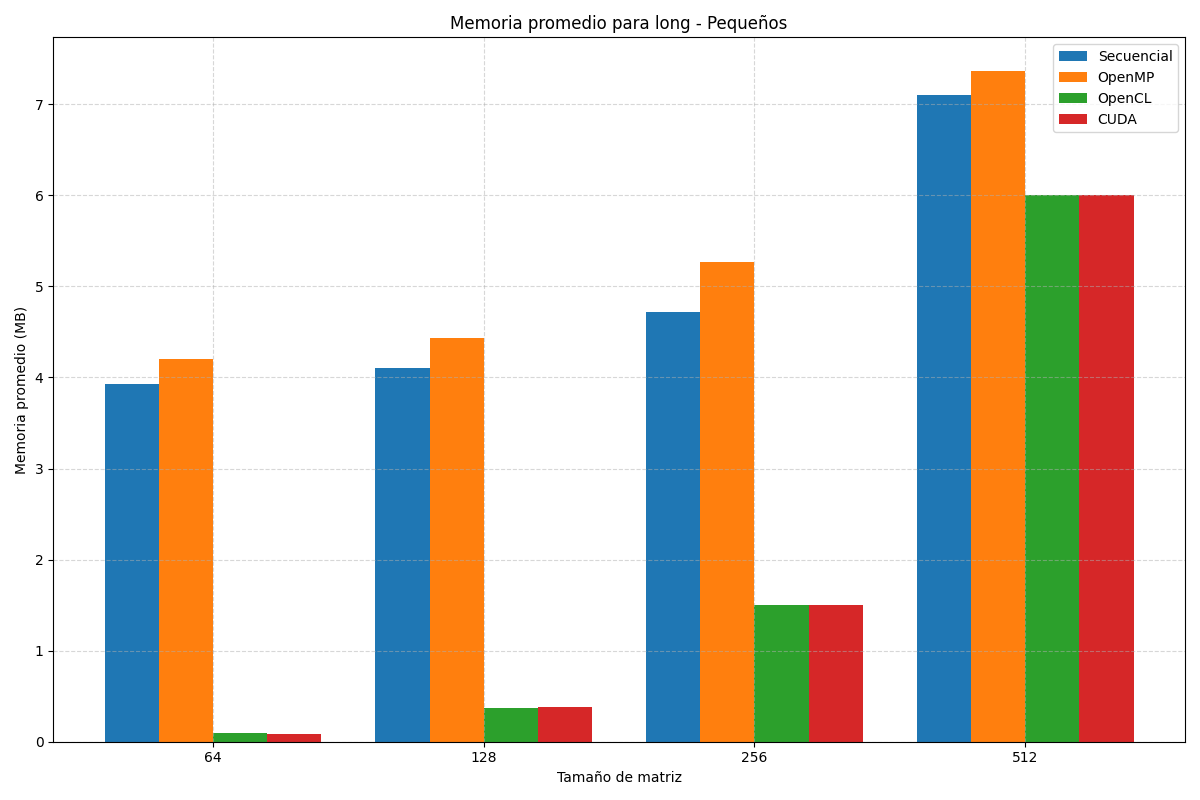 Memoria promedio para long - Pequeños
Secuencial
OpenMP
OpenCL
CUDA
Memoria promedio (MB)
7
6
5
4
3
2
1
0
64
128
256
512
Tamaño de matriz